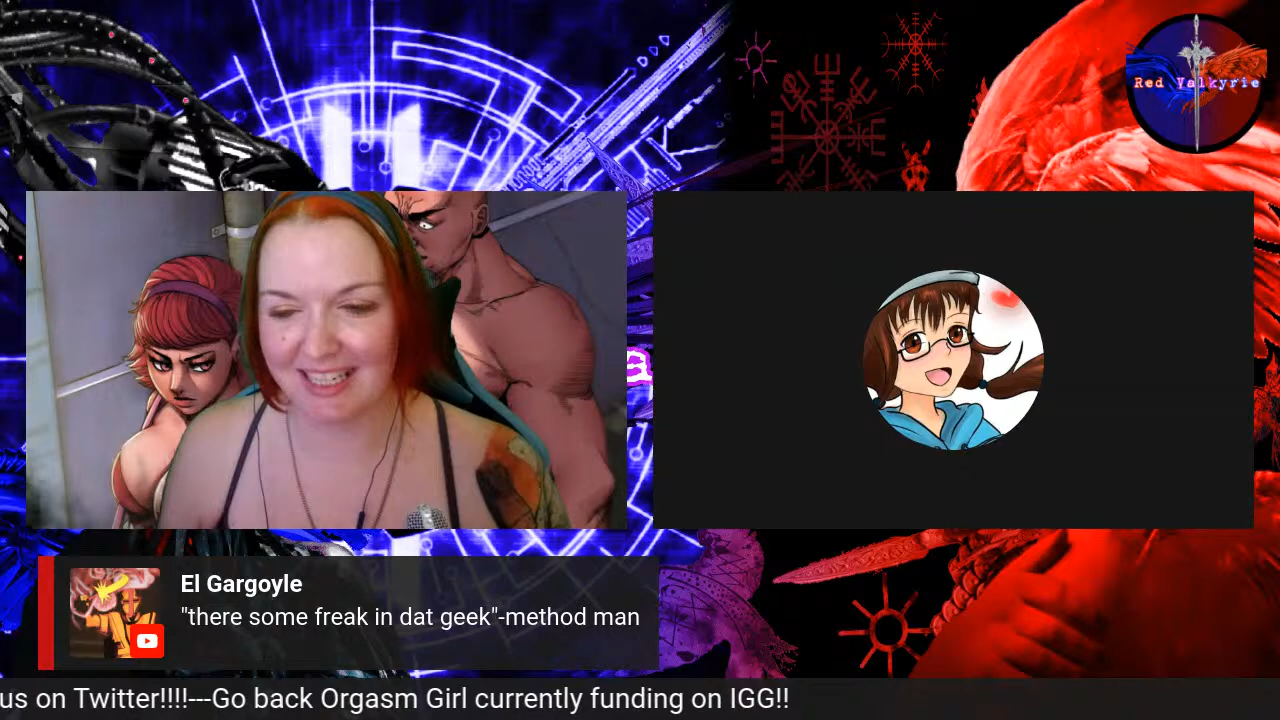 Red Valkyrie
El Gargoyle
"there some freak in dat geek"-method man
us on Twitter!!!!---Go back Orgasm Girl currently funding on IGG!!